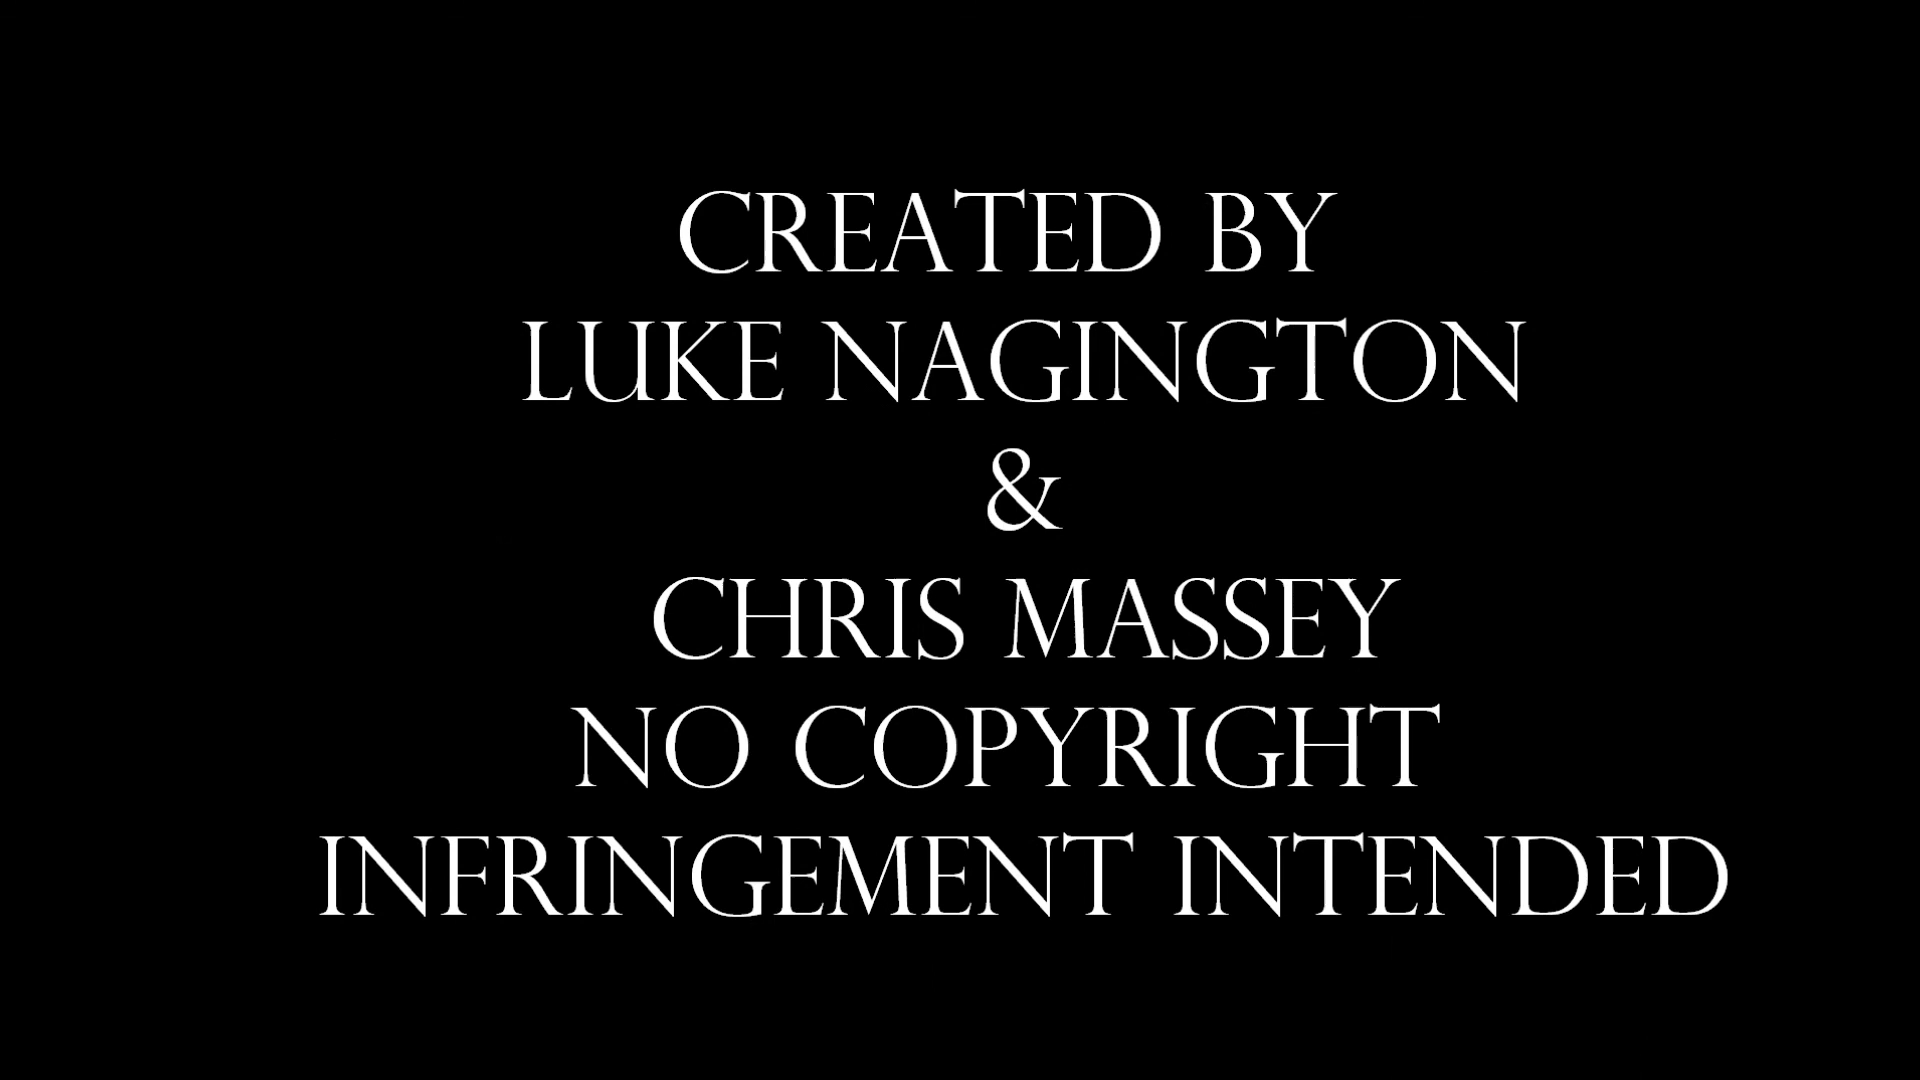 CREATED BY
LUKE NAGINGTON
&
CHRIS MASSEY
NO COPYRIGHT
INFRINGEMENT INTENDED